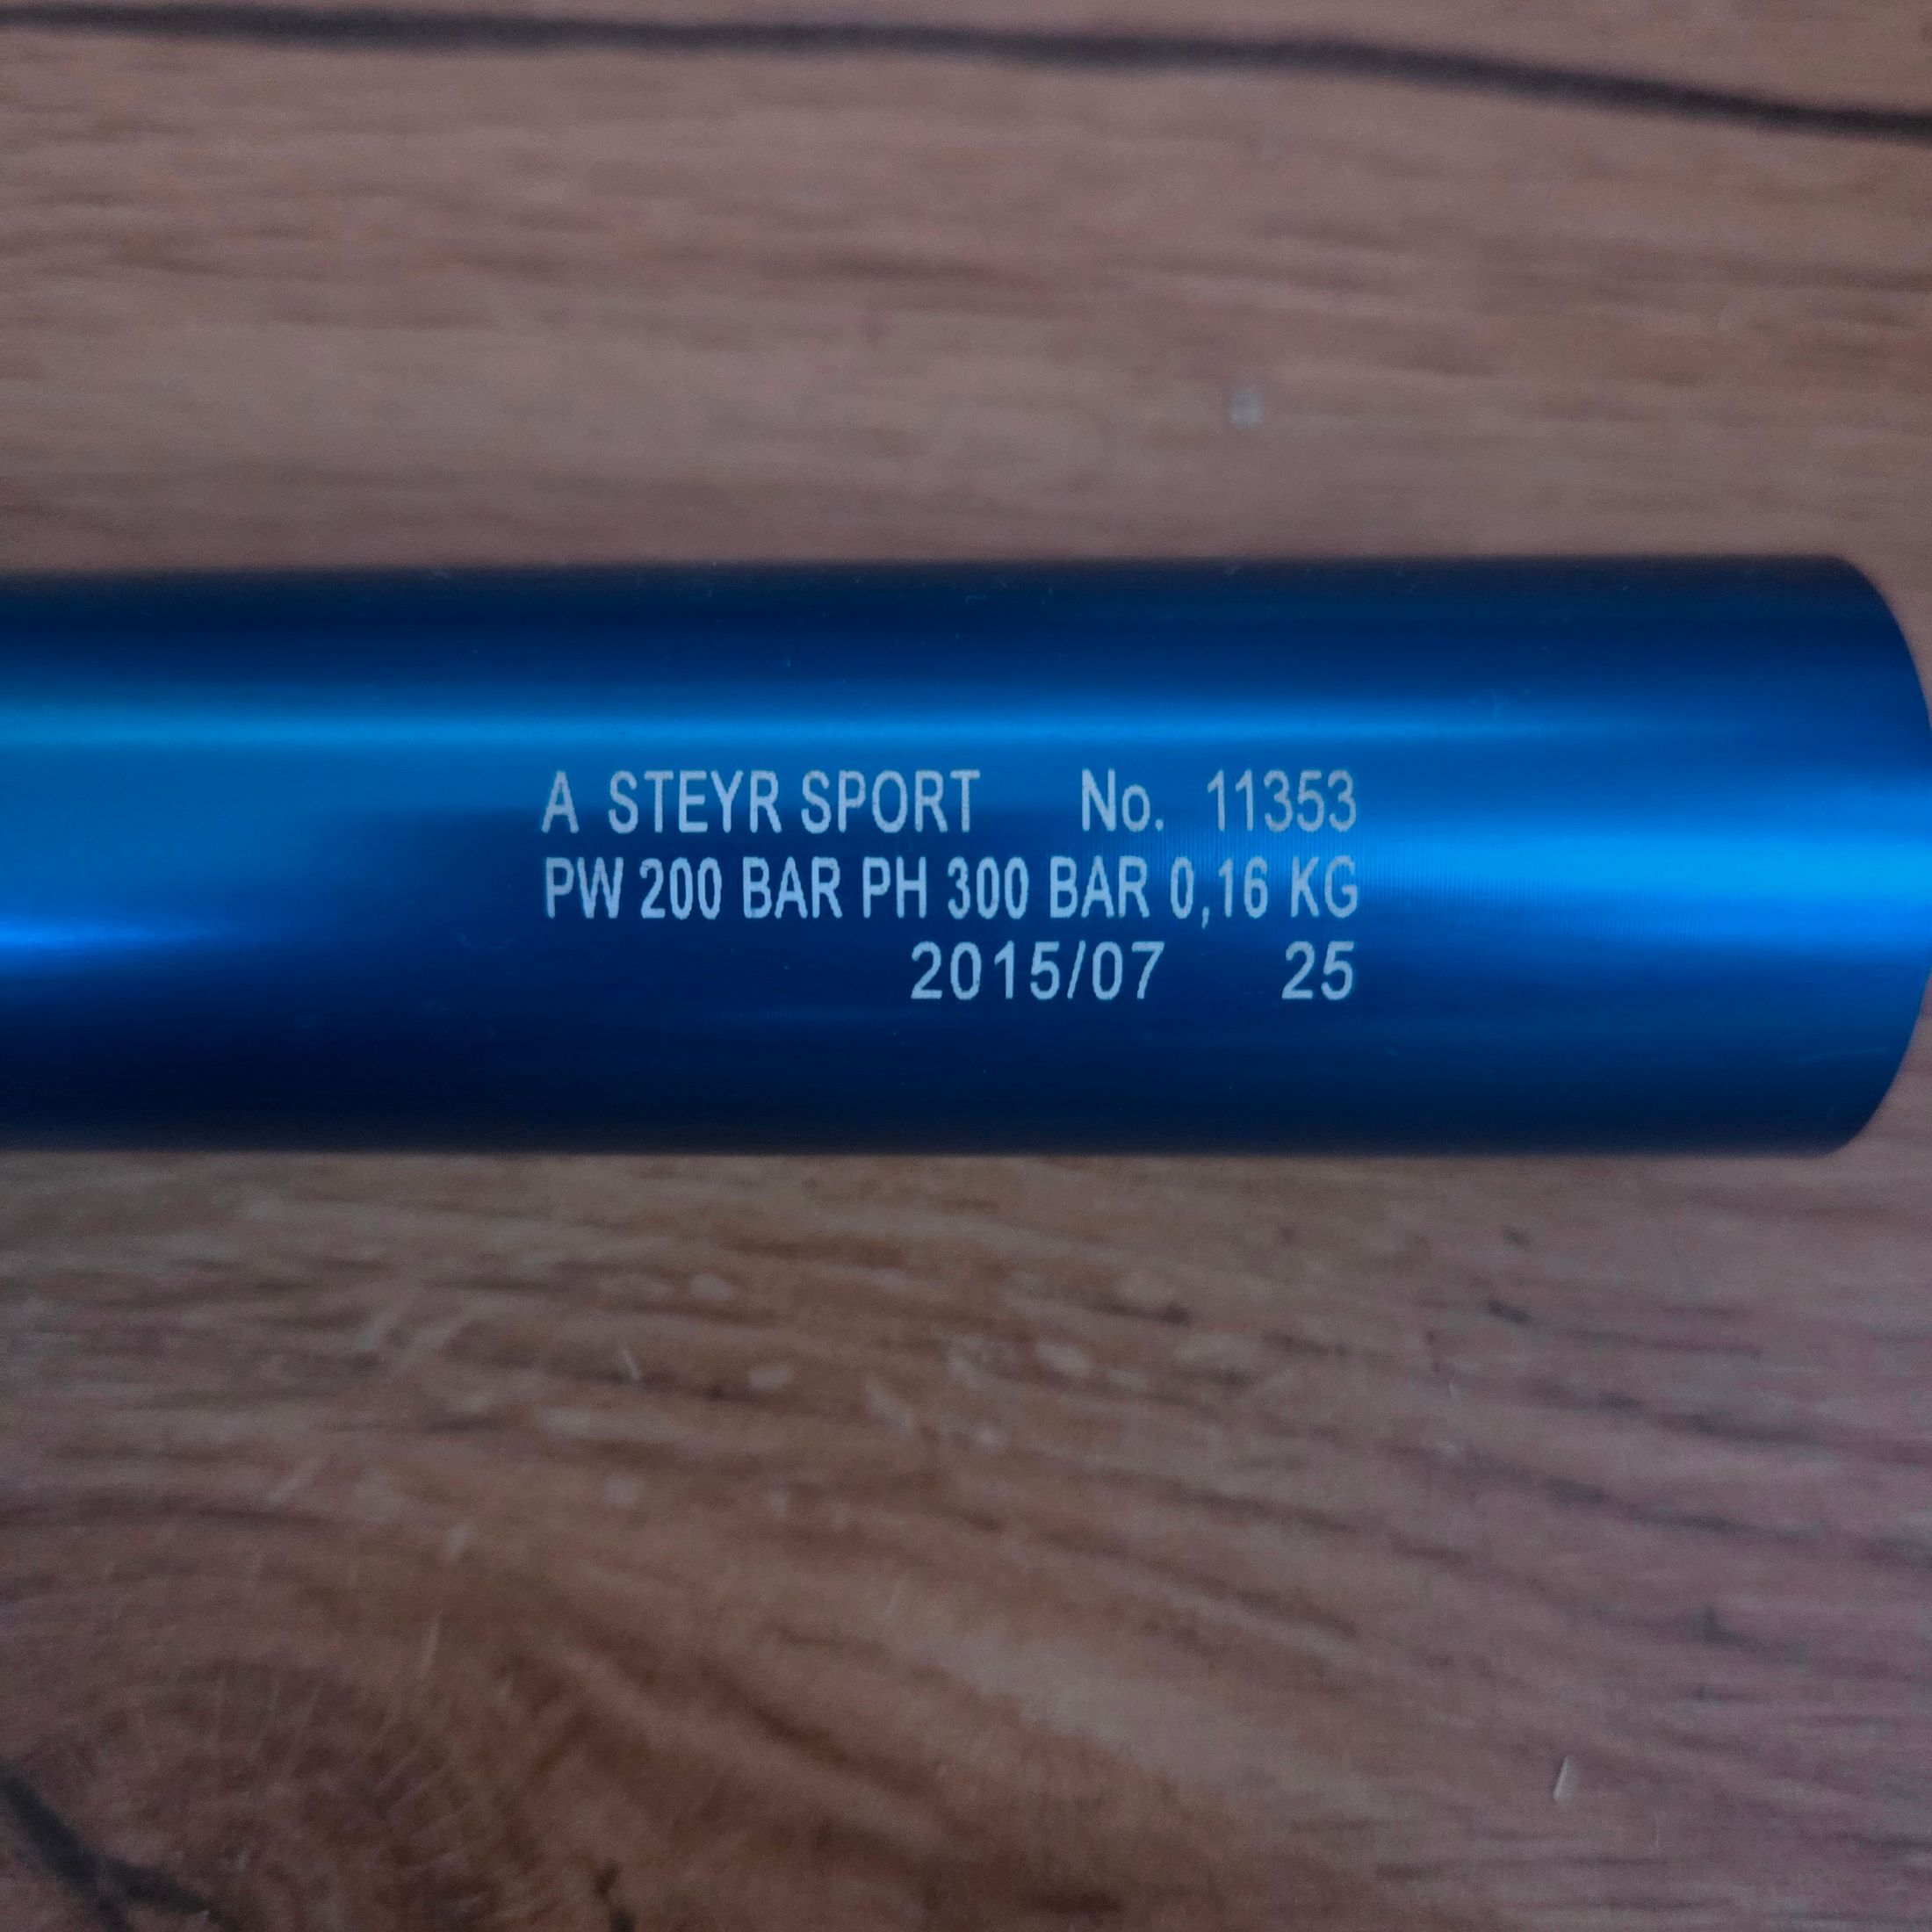 A STEYR SPORT No. 11353
PW 200 BAR PH 300 BAR 0,16 KG
2015/07 25